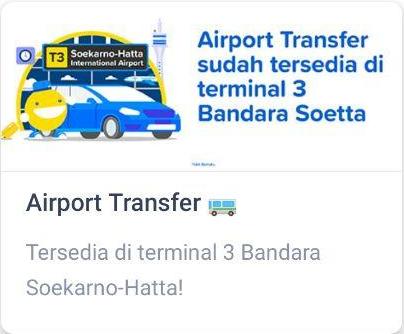 T3 Soekarno-Hatta
International Airport
Airport Transfer
sudah tersedia di
terminal 3
Bandara Soetta
Airport Transfer 🚌
Tersedia di terminal 3 Bandara
Soekarno-Hatta!